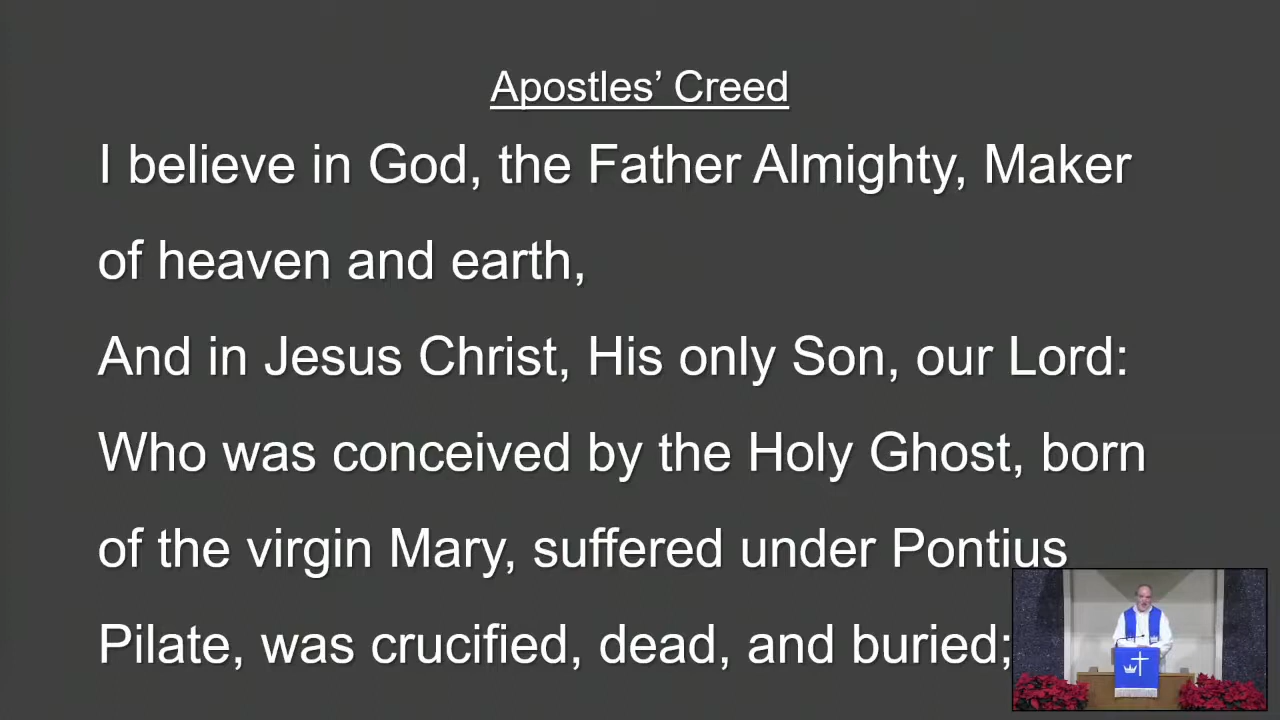 Apostles’ Creed
I believe in God, the Father Almighty, Maker
of heaven and earth,
And in Jesus Christ, His only Son, our Lord:
Who was conceived by the Holy Ghost, born
of the virgin Mary, suffered under Pontius
Pilate, was crucified, dead, and buried;